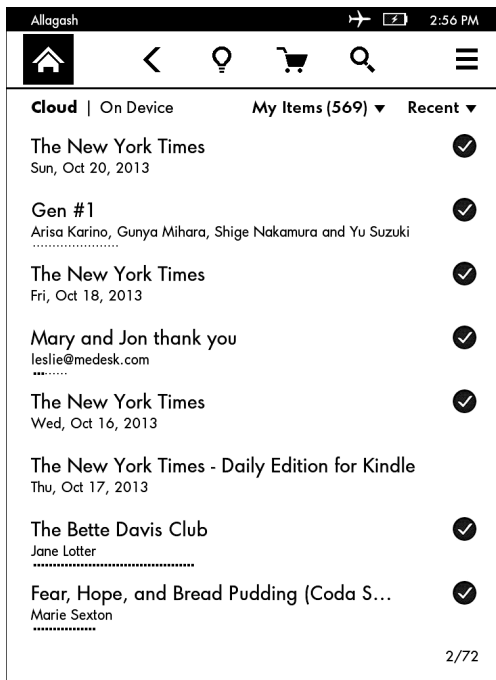 Allagash 2:56 PM
Cloud | On Device My Items (569) ▼ Recent ▼
The New York Times
Sun, Oct 20, 2013
Gen #1
Arisa Karino, Gunya Mihara, Shige Nakamura and Yu Suzuki
The New York Times
Fri, Oct 18, 2013
Mary and Jon thank you
leslie@medesk.com
The New York Times
Wed, Oct 16, 2013
The New York Times - Daily Edition for Kindle
Thu, Oct 17, 2013
The Bette Davis Club
Jane Lotter
Fear, Hope, and Bread Pudding (Coda S...
Marie Sexton
2/72